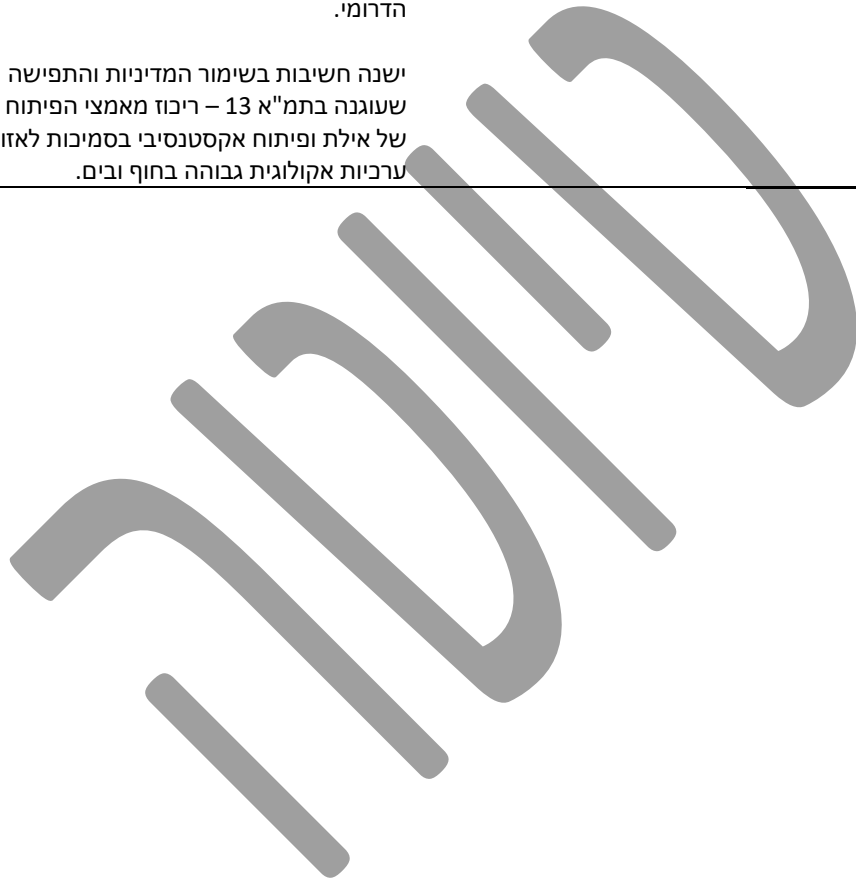 הדרומי.
ישנה חשיבות בשימור המדיניות והתפישה
שעוגנה בתמ"א 13 – ריכוז מאמצי הפיתוח
של אילת ופיתוח אקסטנסיבי בסמיכות לאזו
ערכיות אקולוגית גבוהה בחוף ובים.
טיוטה